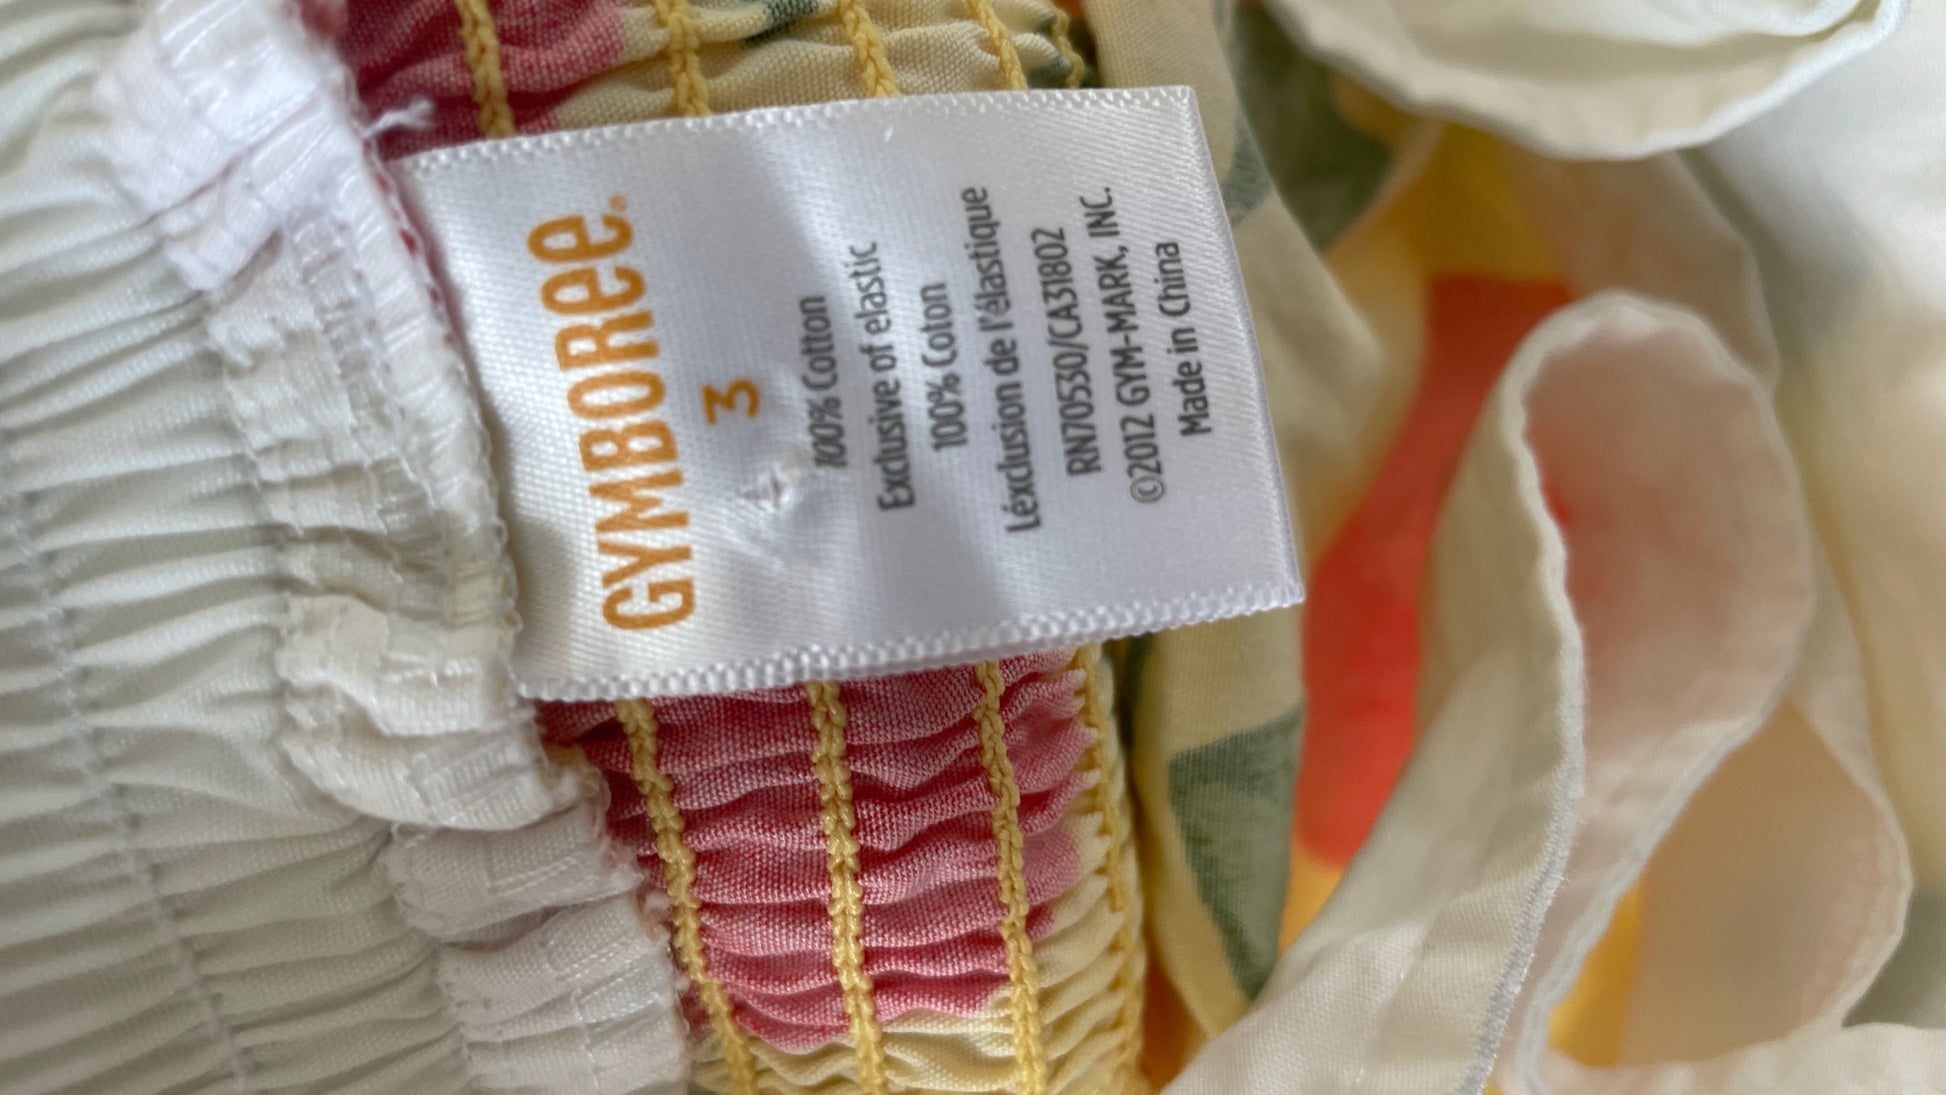 GYMBOREE®
3
100% Cotton
Exclusive of elastic
100% Coton
Léxclusion de l'élastique
RN70530/CA31802
©2012 GYM-MARK, INC.
Made in China